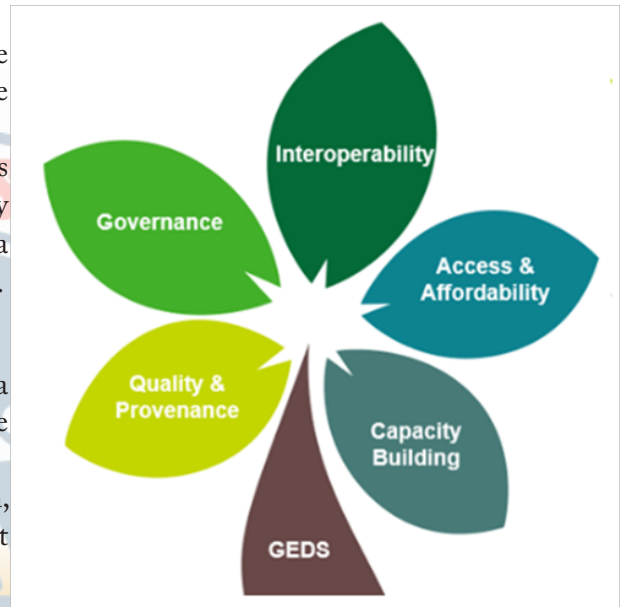 Interoperability
Governance
Access &
Affordability
Quality &
Provenance
Capacity
Building
GEDS